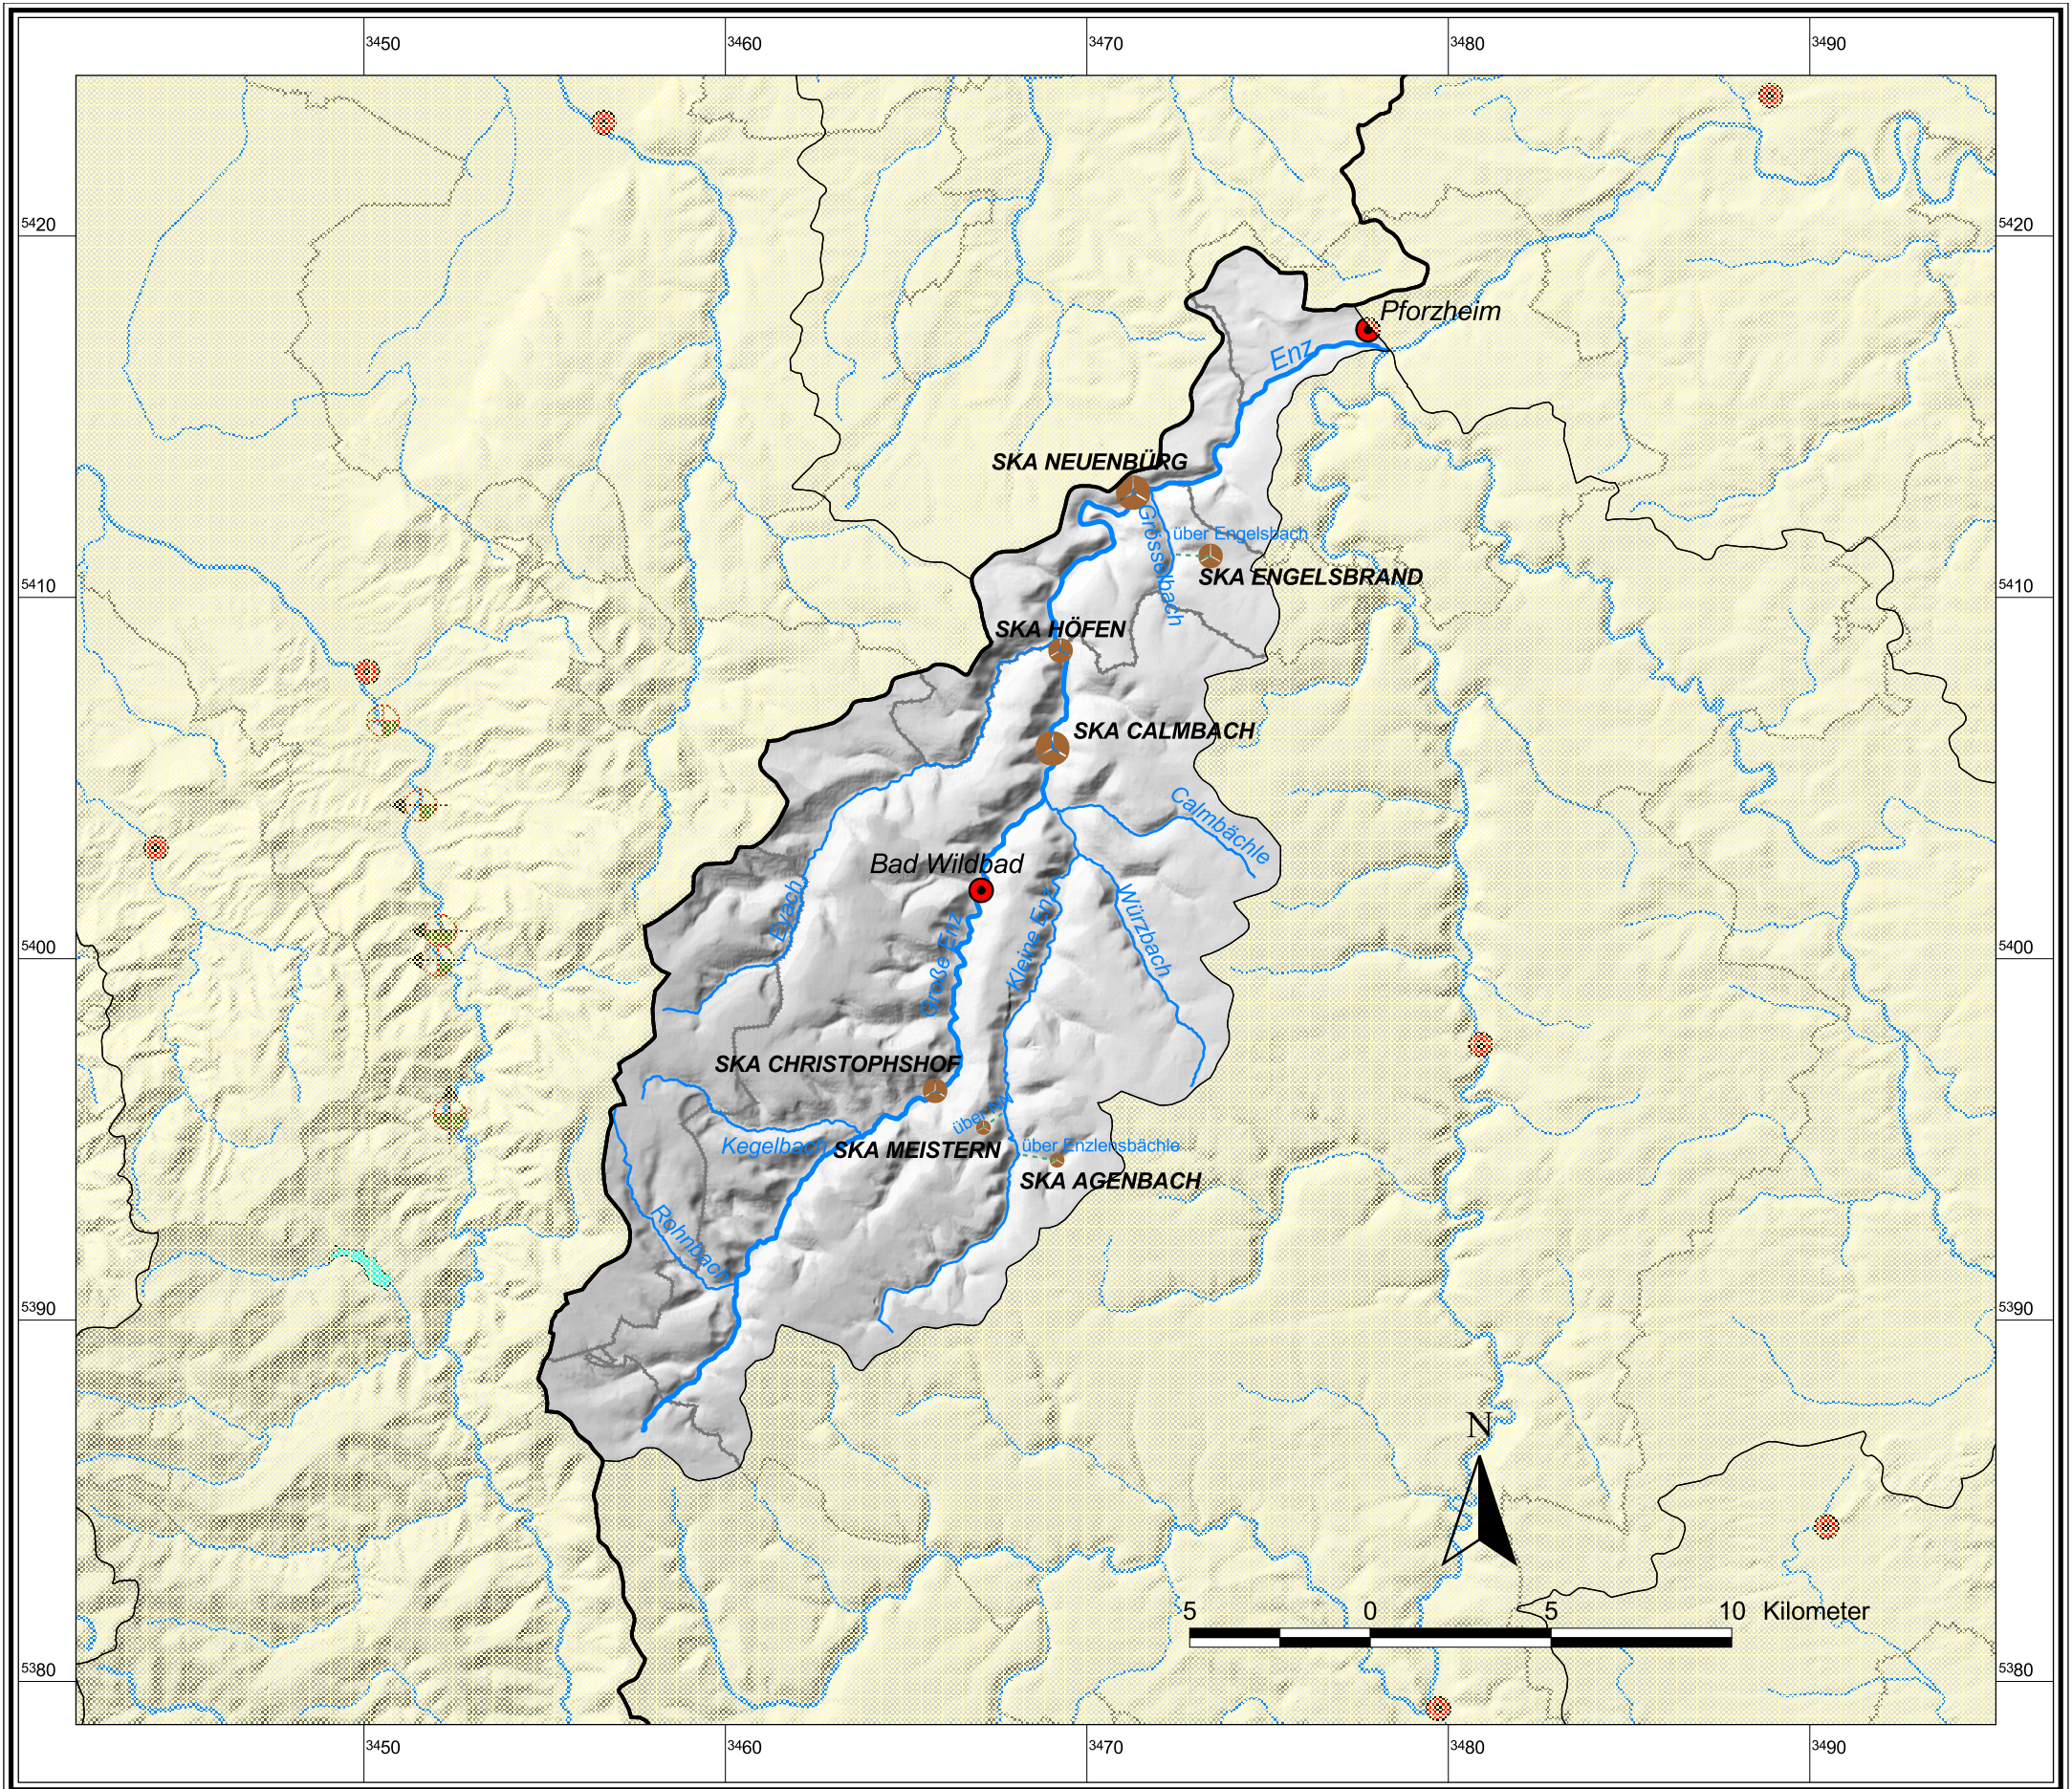 3450 3460 3470 3480 3490
5420 5420
Pforzheim
Enz
SKA NEUENBÜRG
Grösselbach
über Engelsbach
SKA ENGELSBRAND
5410 5410
SKA HÖFEN
SKA CALMBACH
Calmbächle
Bad Wildbad
Eyach
Große Enz
Kleine Enz
Würzbach
5400 5400
SKA CHRISTOPHSHOF
über NN
Kegelbach
SKA MEISTERN
über Enzlensbächle
SKA AGENBACH
Rohnbach
5390 5390
N
5 0 5 10 Kilometer
5380 5380
3450 3460 3470 3480 3490